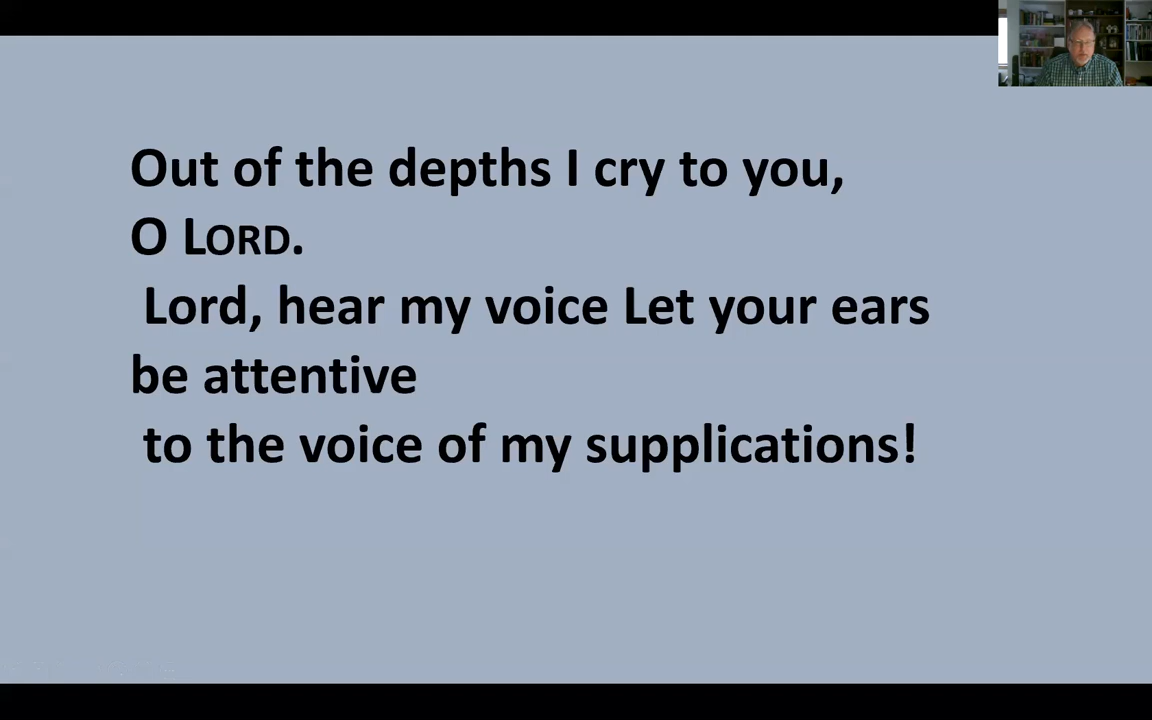 Out of the depths I cry to you,
O LORD.
Lord, hear my voice Let your ears
be attentive
to the voice of my supplications!